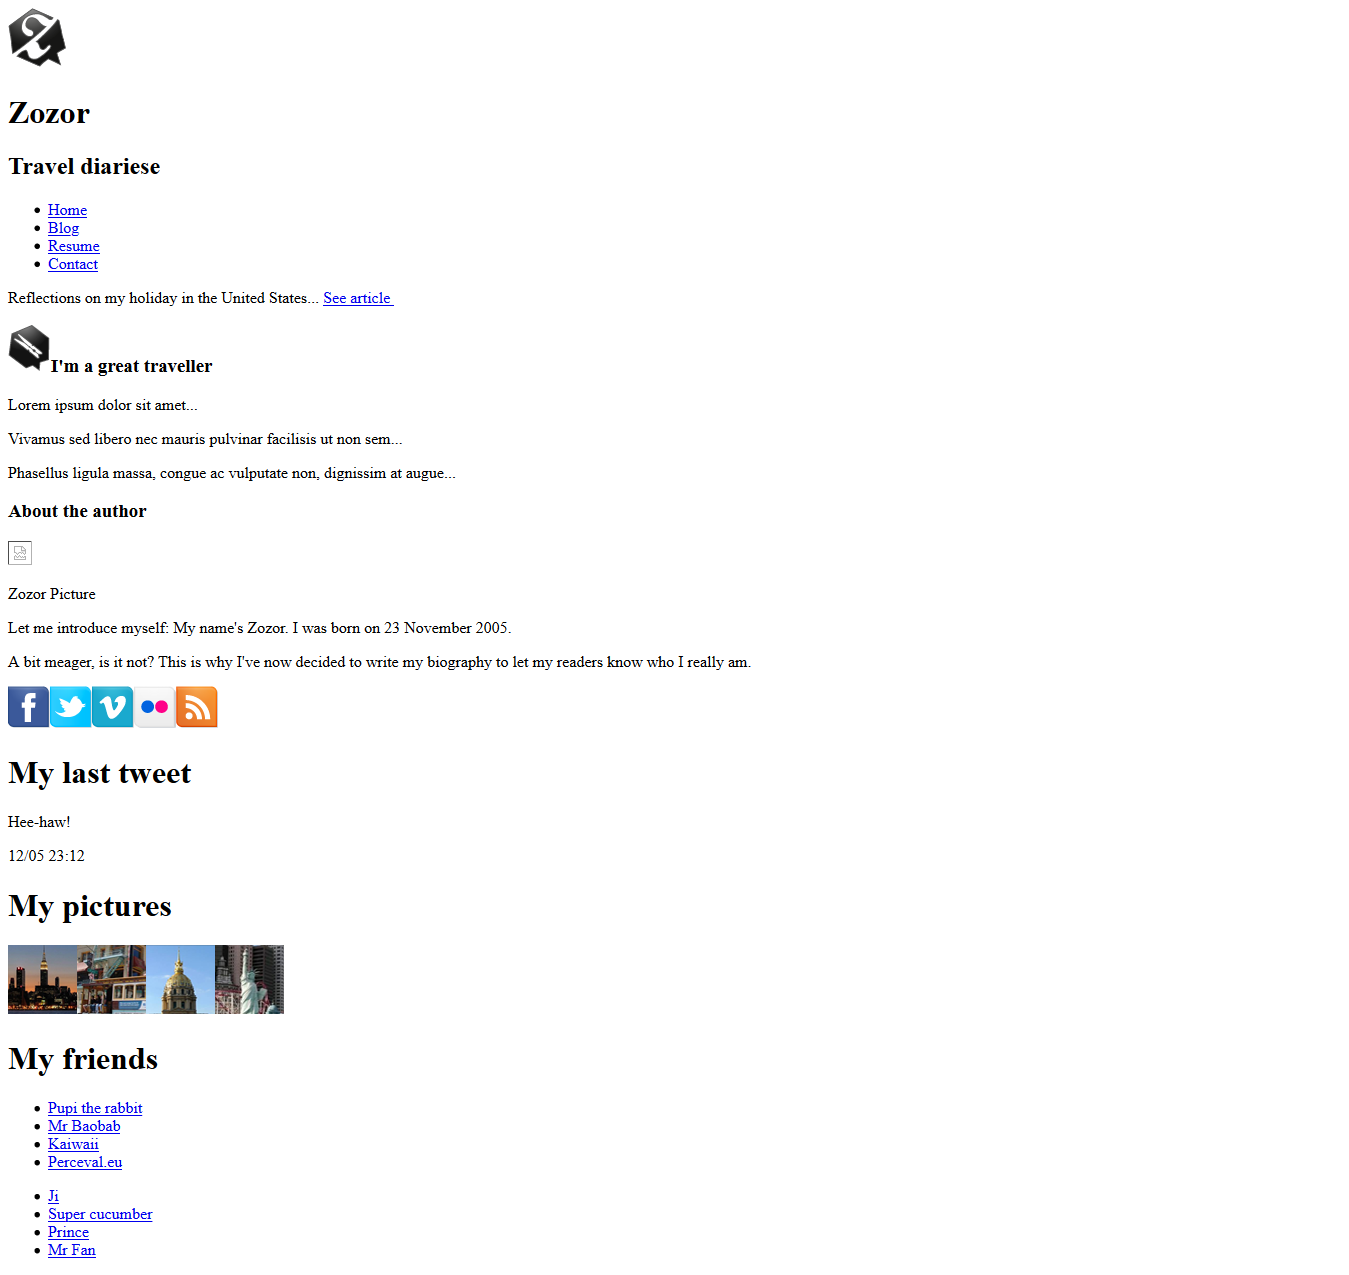 Zozor
Travel diariese
Home
Blog
Resume
Contact
Reflections on my holiday in the United States... See article
I'm a great traveller
Lorem ipsum dolor sit amet...
Vivamus sed libero nec mauris pulvinar facilisis ut non sem...
Phasellus ligula massa, congue ac vulputate non, dignissim at augue...
About the author
Zozor Picture
Let me introduce myself: My name's Zozor. I was born on 23 November 2005.
A bit meager, is it not? This is why I've now decided to write my biography to let my readers know who I really am.
My last tweet
Hee-haw!
12/05 23:12
My pictures
My friends
Pupi the rabbit
Mr Baobab
Kaiwaii
Perceval.eu
Ji
Super cucumber
Prince
Mr Fan